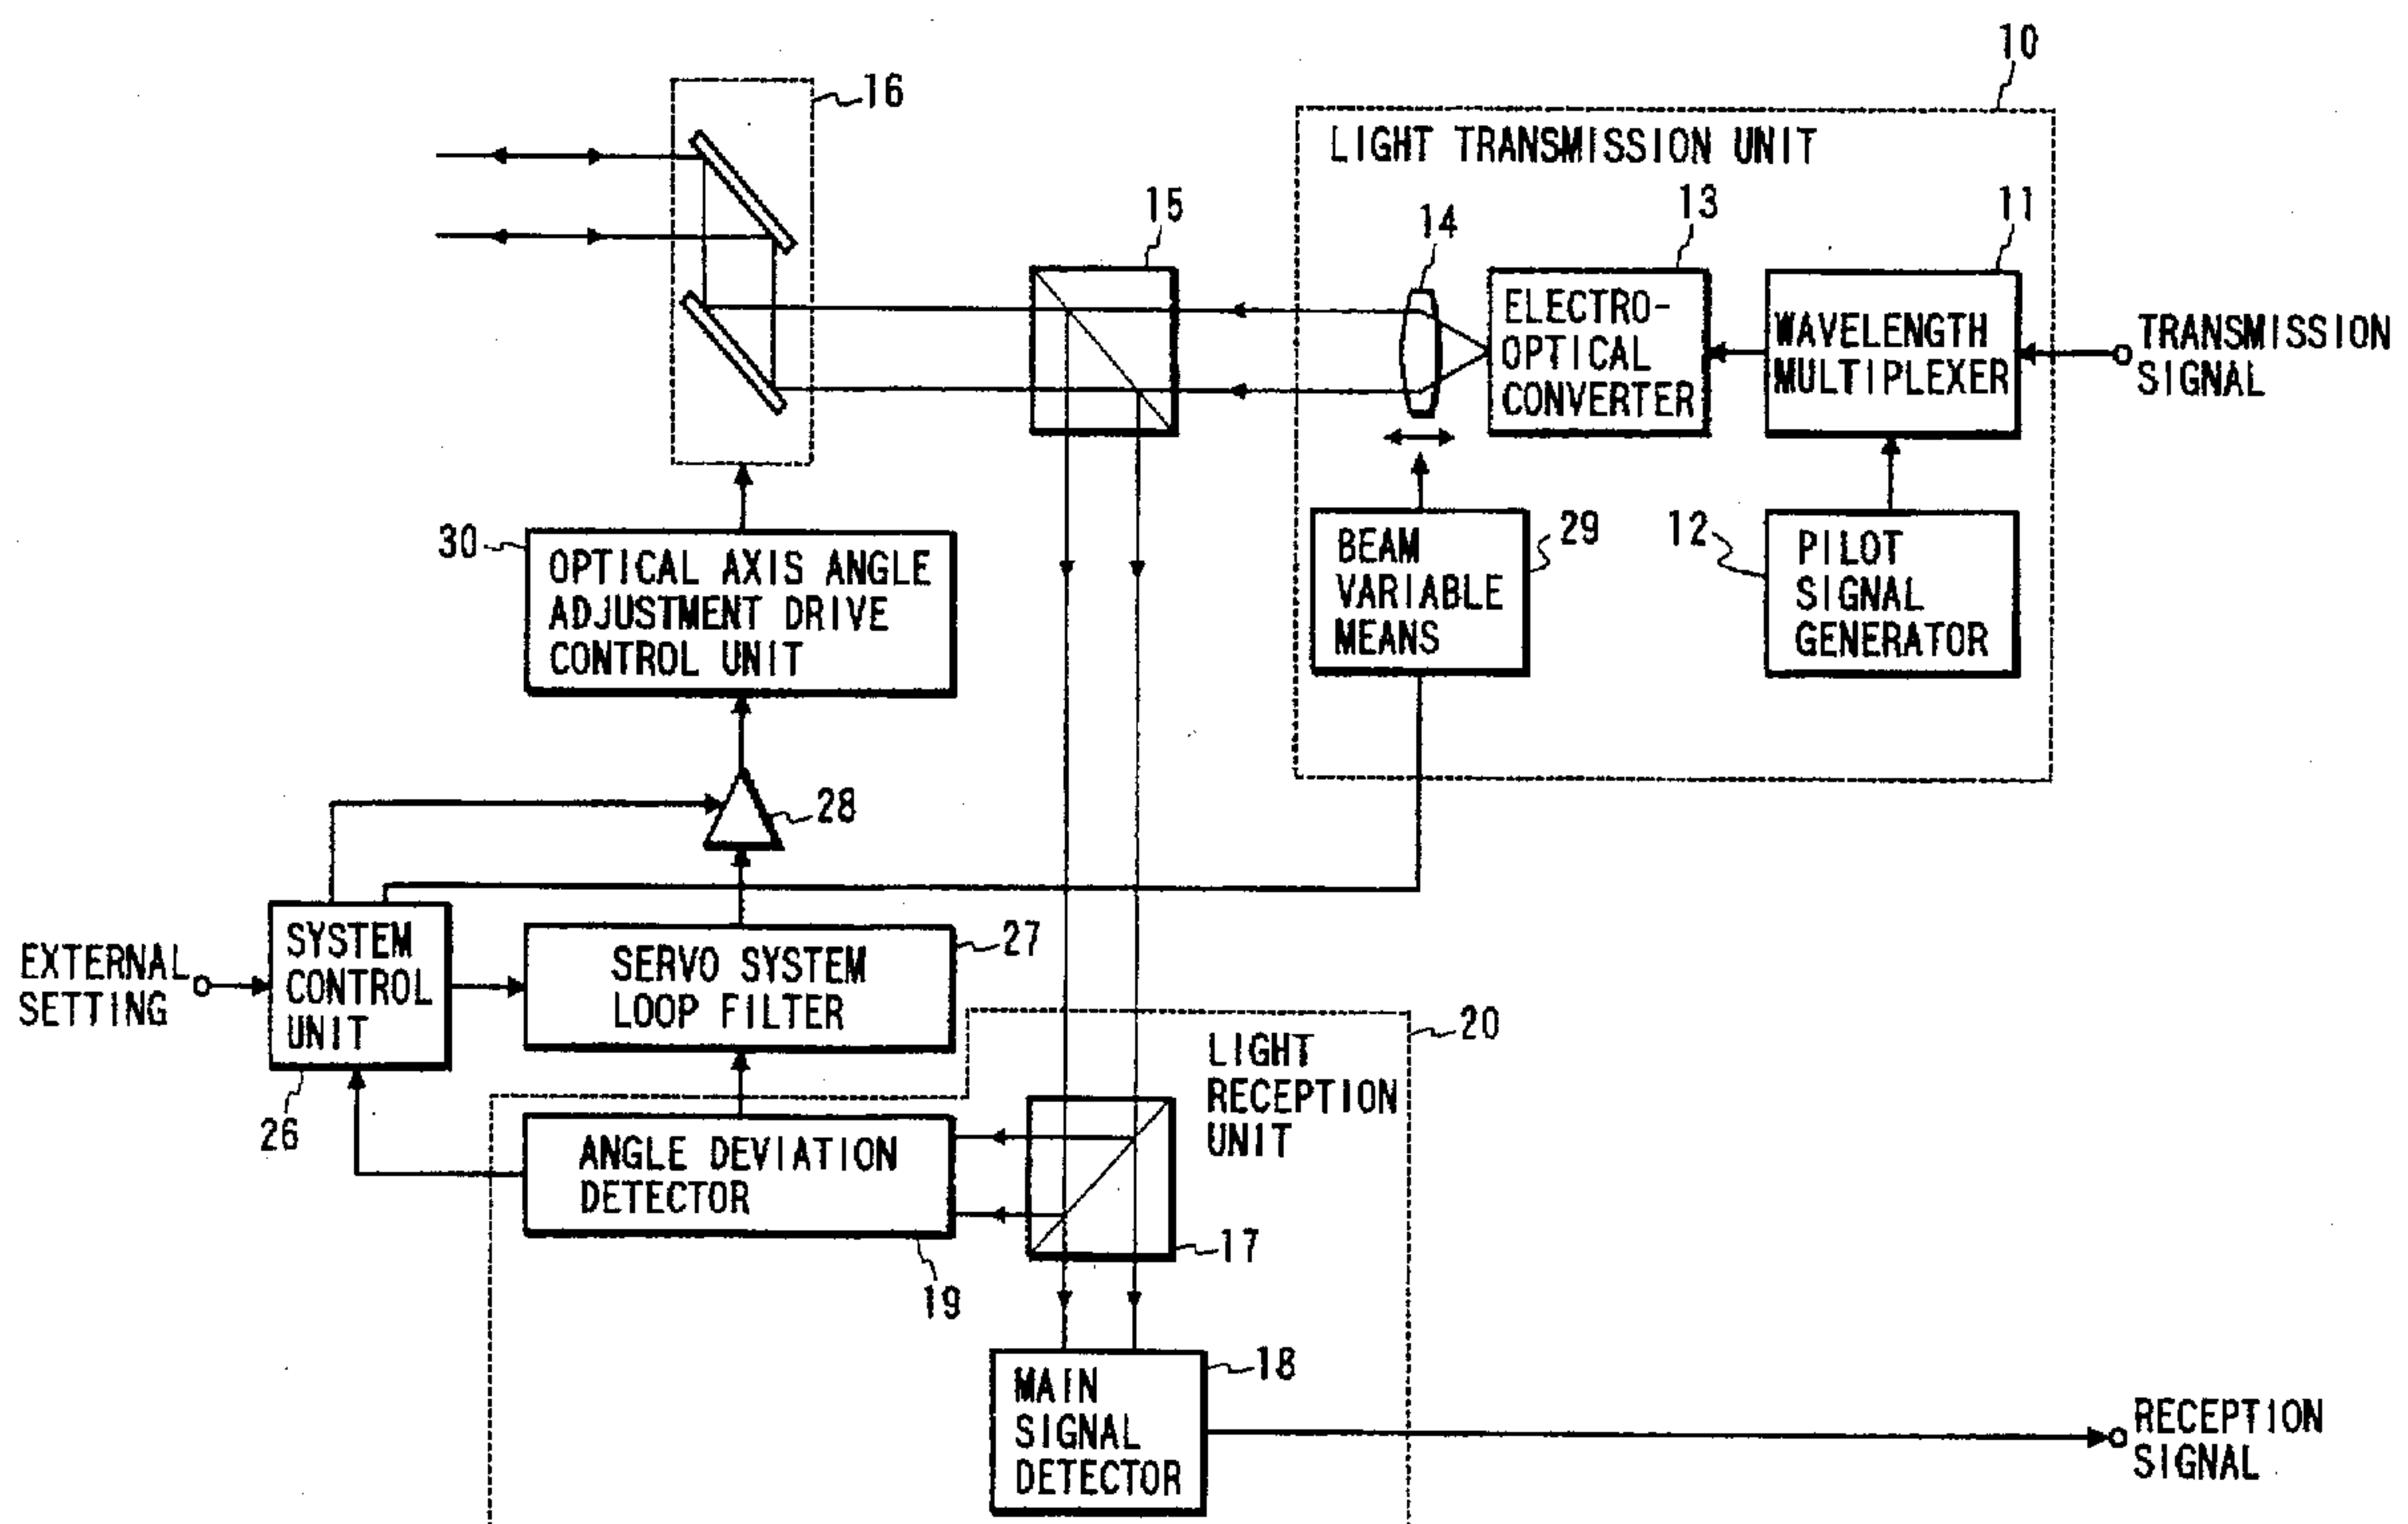 10
16
LIGHT TRANSMISSION UNIT
15
14
13
11
ELECTRO-
OPTICAL
CONVERTER
WAVELENGTH
MULTIPLEXER
TRANSMISSION
SIGNAL
30
OPTICAL AXIS ANGLE
ADJUSTMENT DRIVE
CONTROL UNIT
BEAM
VARIABLE
MEANS
29
12
PILOT
SIGNAL
GENERATOR
28
EXTERNAL
SETTING
SYSTEM
CONTROL
UNIT
26
SERVO SYSTEM
LOOP FILTER
27
20
LIGHT
RECEPTION
UNIT
ANGLE DEVIATION
DETECTOR
19
17
18
MAIN
SIGNAL
DETECTOR
RECEPTION
SIGNAL